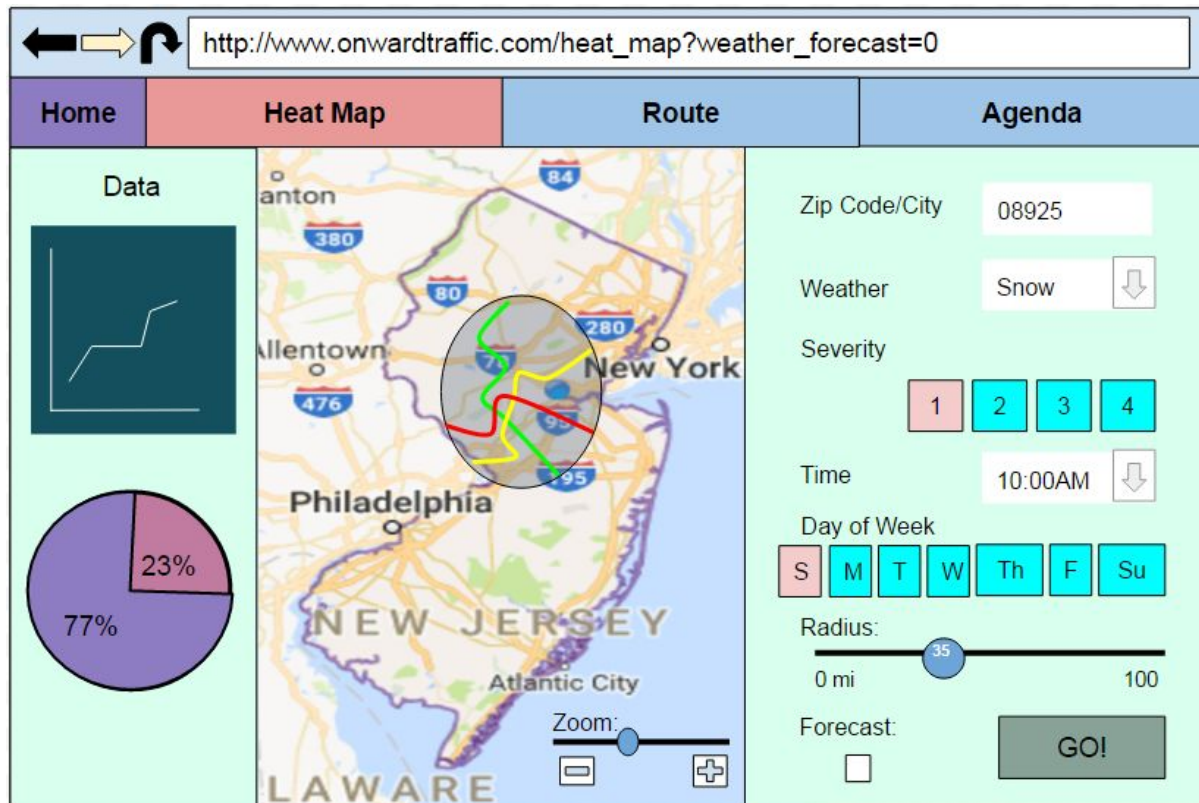 http://www.onwardtraffic.com/heat_map?weather_forecast=0
Home
Heat Map
Route
Agenda
Data
23%
77%
anton
84
380
80
280
Allentown
78
New York
476
95
195
Philadelphia
NEW JERSEY
Atlantic City
LAWARE
Zoom:
Zip Code/City
08925
Weather
Snow
Severity
1 2 3 4
Time
10:00AM
Day of Week
S M T W Th F Su
Radius:
35
0 mi
100
Forecast:
GO!